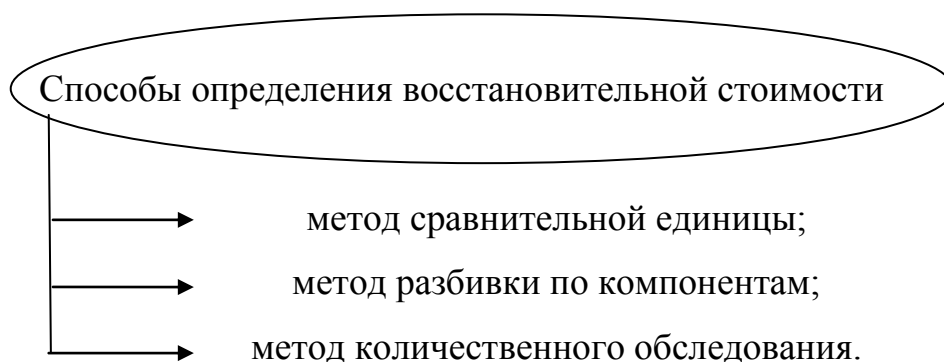 Способы определения восстановительной стоимости
метод сравнительной единицы;
метод разбивки по компонентам;
метод количественного обследования.